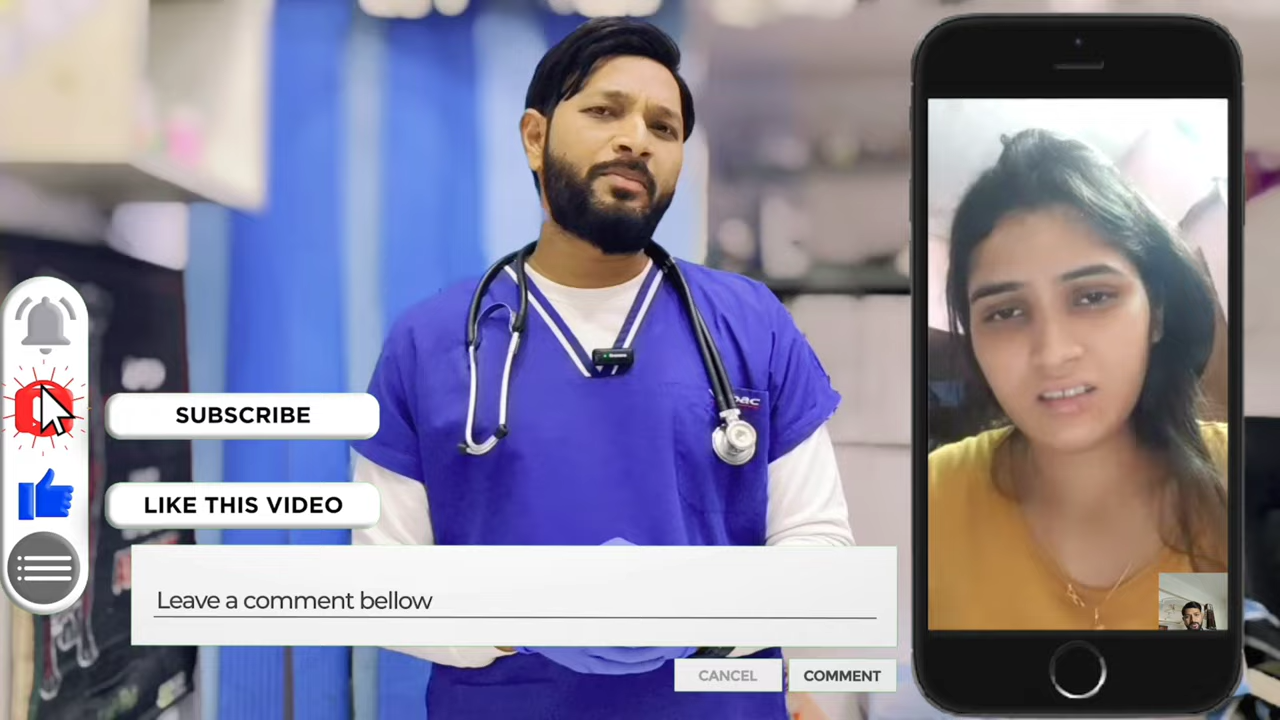 SUBSCRIBE
LIKE THIS VIDEO
Leave a comment bellow
CANCEL
COMMENT